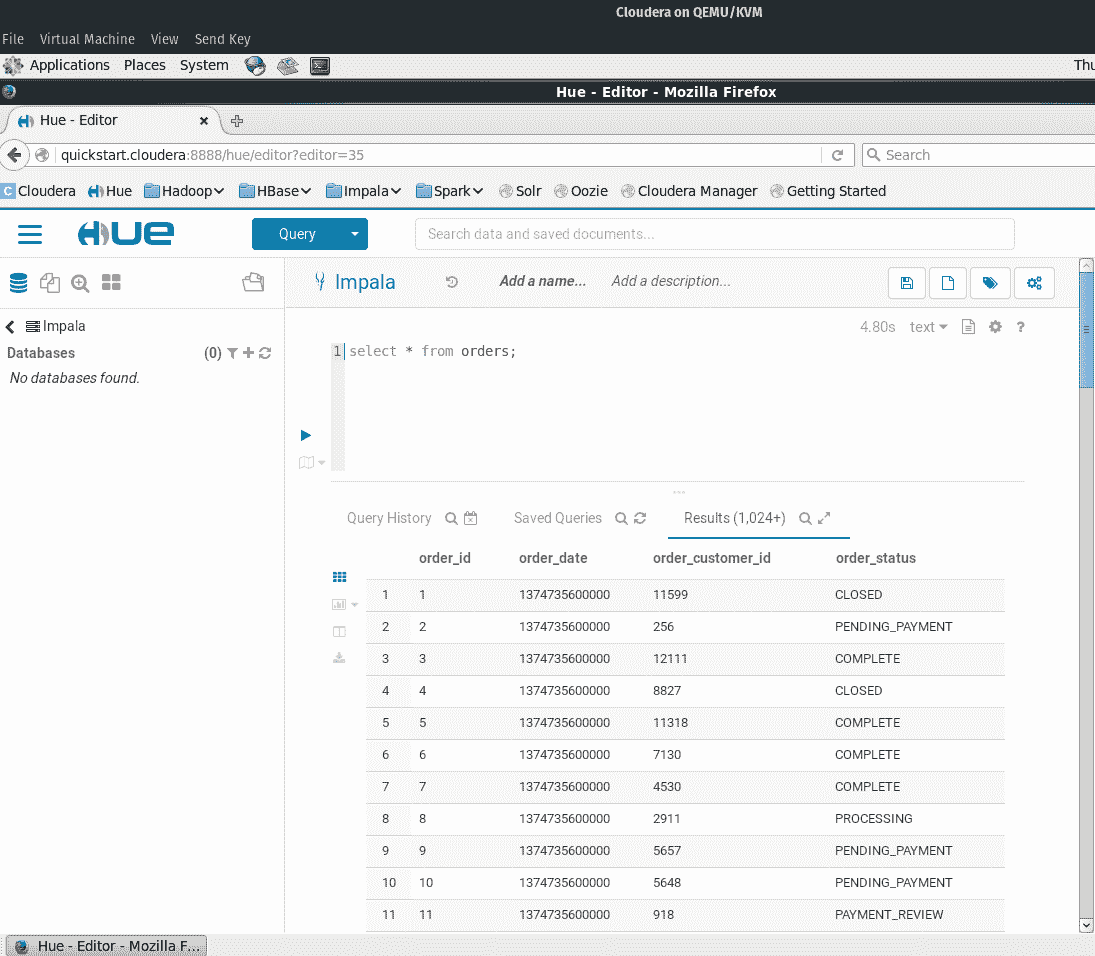 Cloudera on QEMU/KVM
File Virtual Machine View Send Key
Applications Places System Thu
Hue - Editor - Mozilla Firefox
Hue - Editor
quickstart.cloudera:8888/hue/editor?editor=35 Search
C Cloudera Hue Hadoop HBase Impala Spark Solr Oozie Cloudera Manager Getting Started
HUE Query Search data and saved documents...
Impala Add a name... Add a description...
Impala 4.80s text ?
Databases (0)
No databases found.
1 select * from orders;
Query History Saved Queries Results (1,024+)
order_id order_date order_customer_id order_status
1 1 1374735600000 11599 CLOSED
2 2 1374735600000 256 PENDING_PAYMENT
3 3 1374735600000 12111 COMPLETE
4 4 1374735600000 8827 CLOSED
5 5 1374735600000 11318 COMPLETE
6 6 1374735600000 7130 COMPLETE
7 7 1374735600000 4530 COMPLETE
8 8 1374735600000 2911 PROCESSING
9 9 1374735600000 5657 PENDING_PAYMENT
10 10 1374735600000 5648 PENDING_PAYMENT
11 11 1374735600000 918 PAYMENT_REVIEW
Hue - Editor - Mozilla F...